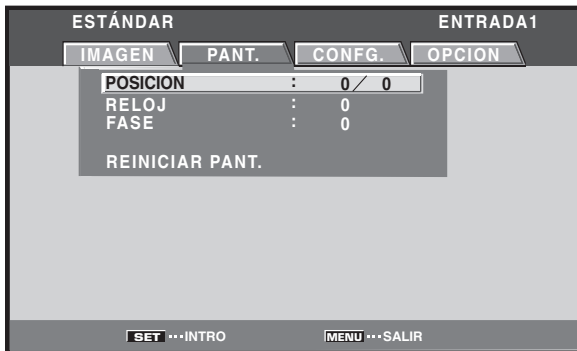 ESTÁNDAR ENTRADA1
IMAGEN PANT. CONFG. OPCION
POSICION : 0/ 0
RELOJ : 0
FASE : 0
REINICIAR PANT.
SET ···INTRO MENU ···SALIR